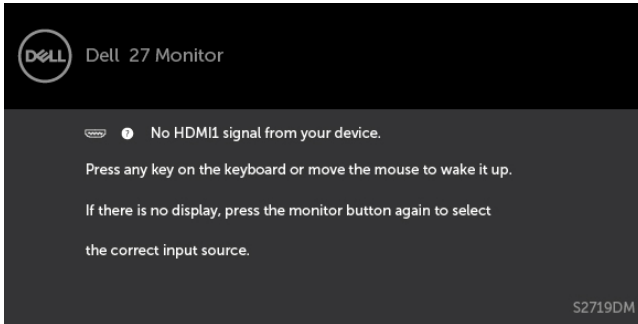 DELL Dell 27 Monitor
? No HDMI1 signal from your device.
Press any key on the keyboard or move the mouse to wake it up.
If there is no display, press the monitor button again to select
the correct input source.
S2719DM